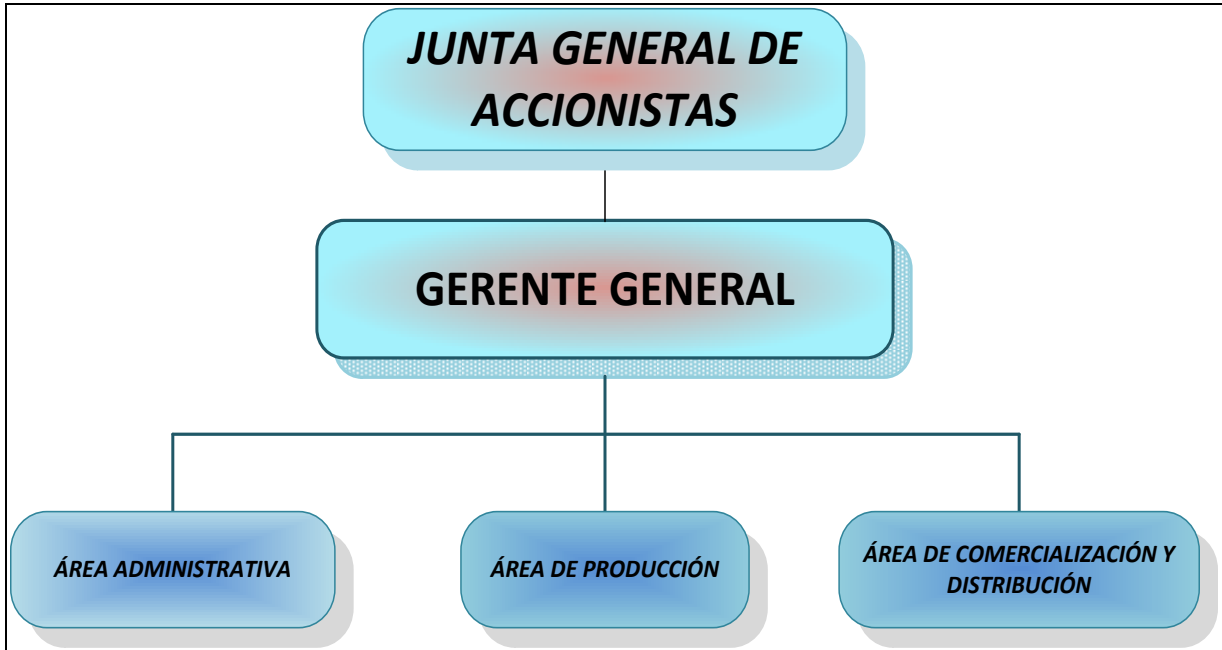 JUNTA GENERAL DE
ACCIONISTAS
GERENTE GENERAL
ÁREA ADMINISTRATIVA
ÁREA DE PRODUCCIÓN
ÁREA DE COMERCIALIZACIÓN Y
DISTRIBUCIÓN